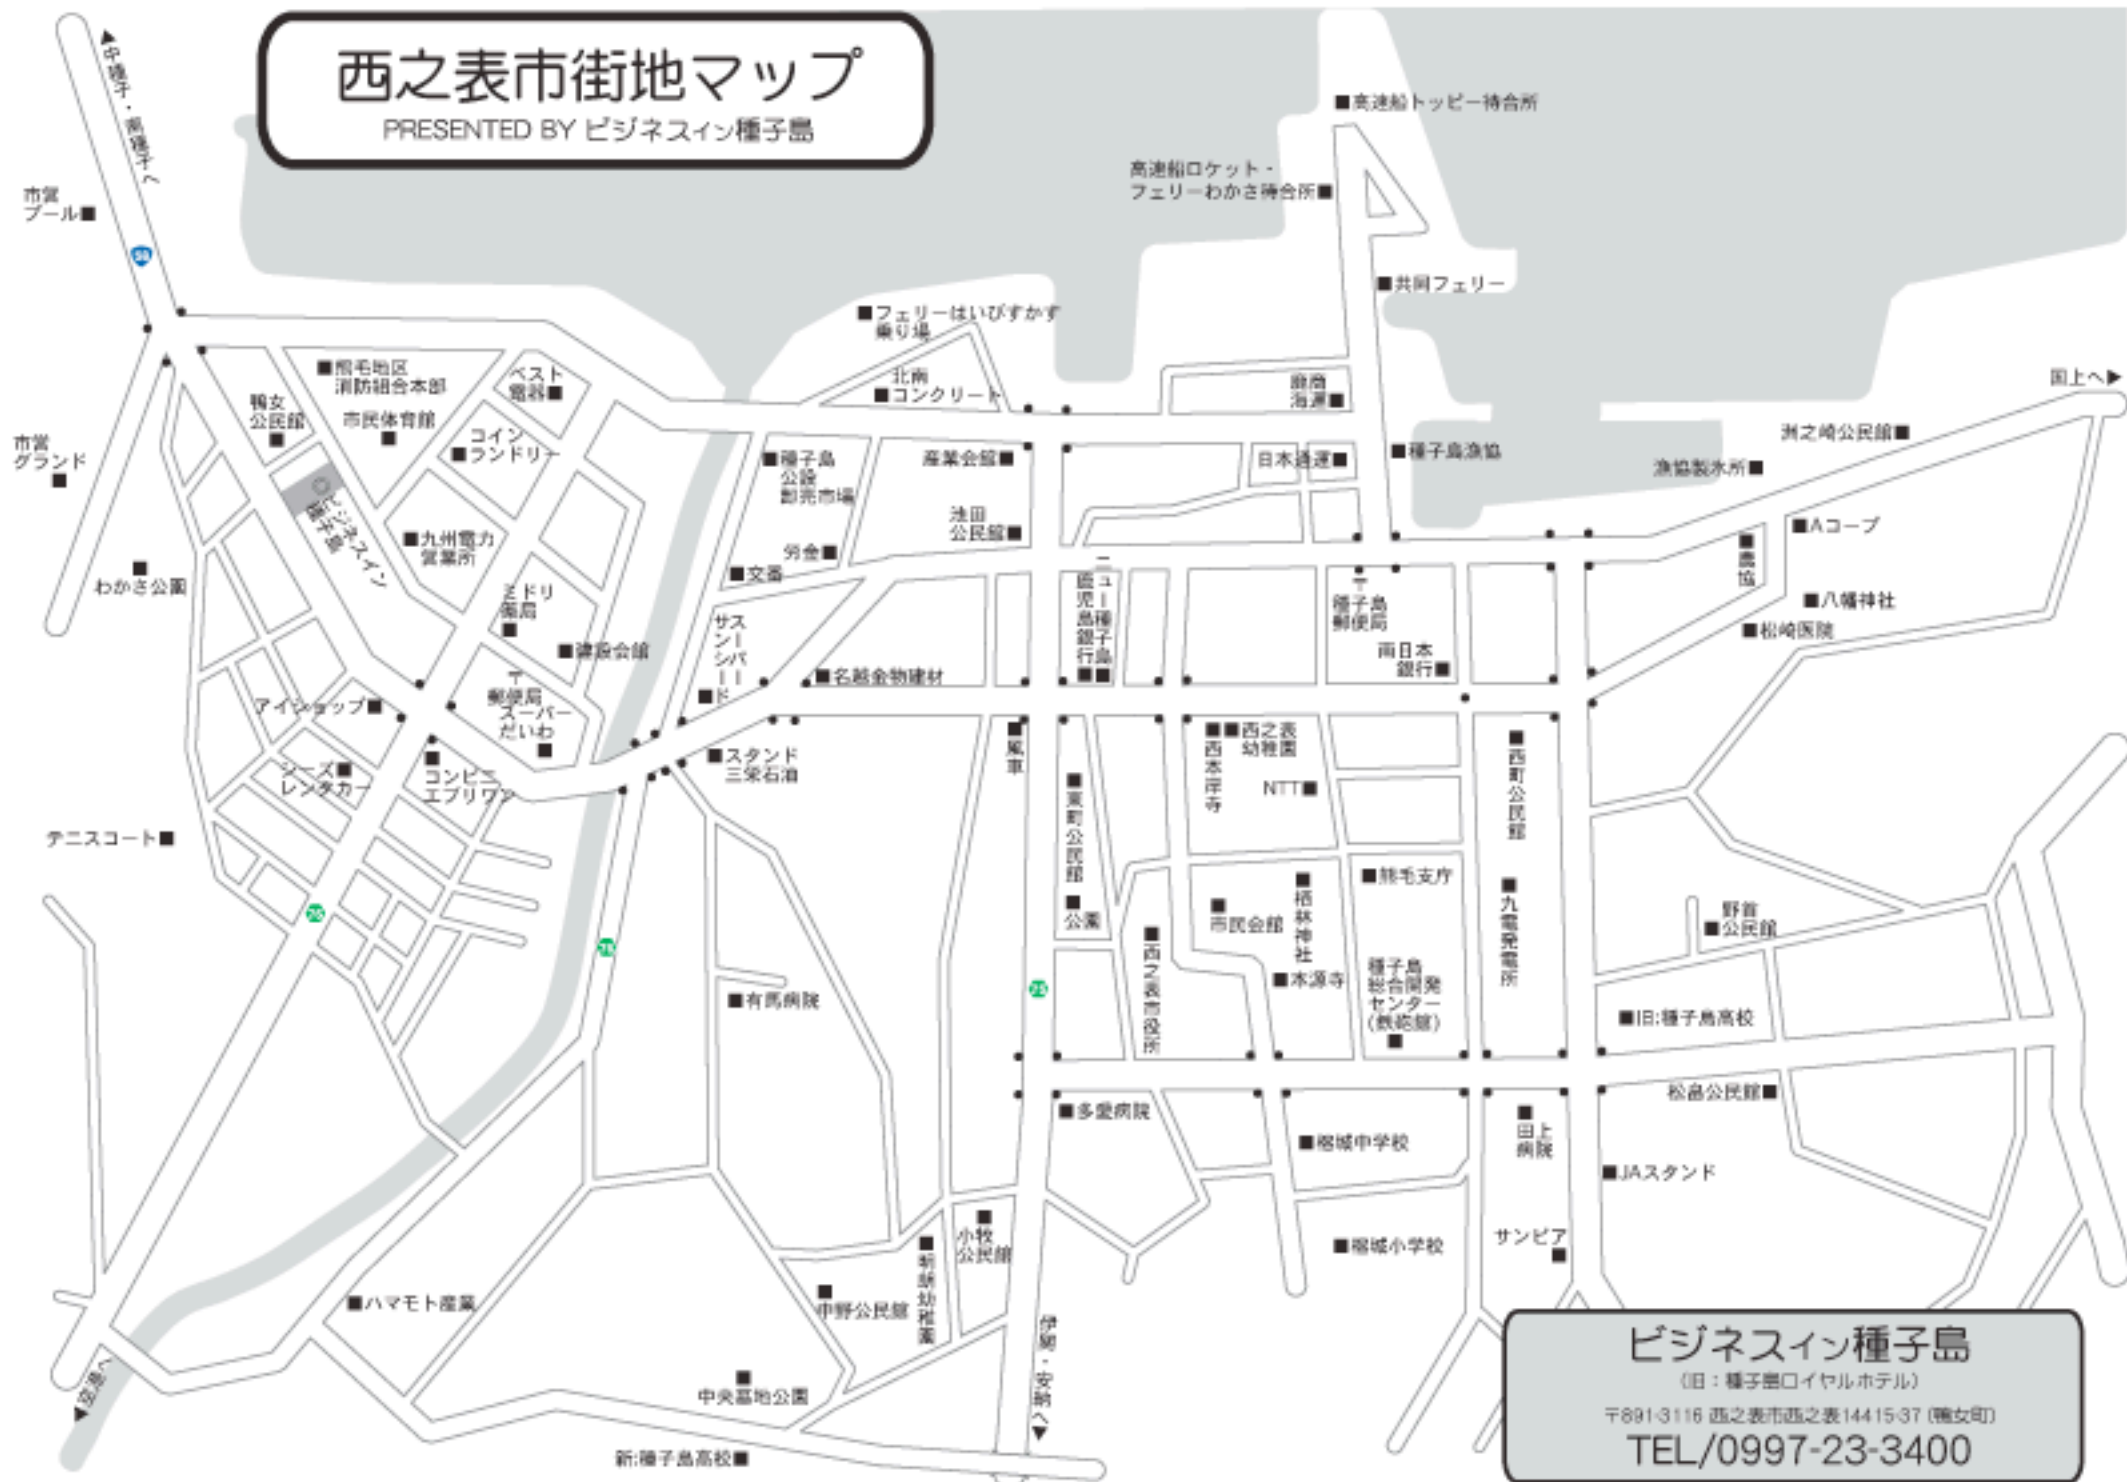 西之表市街地マップ
PRESENTED BY ビジネスイン種子島
▲中種子・南種子へ
市営
プール■
58
市営
グランド
■
■
わかさ公園
テニスコート■
■熊毛地区
消防組合本部
鴨女
公民館
■
市民体育館
■
ベスト
電器■
コイン
■ランドリー
ビジネスイン
種子島
■九州電力
営業所
ミドリ
薬局
■
■建設会館
〒
郵便局
スーパー
だいわ
■
アイショップ■
シーズ■
レンタカー
■
コンビニ
エブリワン
75
76
75
■フェリーはいびすかす
乗り場
北南
■コンクリート
■種子島
公設
卸売市場
産業会館■
池田
公民館■
労金■
■交番
スーパー
サンシード■
■名越金物建材
■スタンド
三栄石油
■高速船トッピー待合所
高速船ロケット・
フェリーわかさ待合所■
■共同フェリー
鹿商
海運■
日本通運■
■種子島漁協
ニュー種子島■
鹿児島銀行■
〒
種子島
郵便局
南日本
銀行■
国上へ▶
洲之崎公民館■
漁協製氷所■
■Aコープ
■農協
■八幡神社
■松崎医院
■風車
■東町公民館
■
公園
■西本岸寺
■西之表
幼稚園
NTT■
■西町公民館
■熊毛支庁
■九電発電所
■
市民会館
■栖林神社
■西之表市役所
■本源寺
種子島
総合開発
センター
(鉄砲館)
■
野首
■公民館
■旧:種子島高校
松畠公民館■
■有馬病院
■多愛病院
■榕城中学校
■
田上
病院
■JAスタンド
■榕城小学校
サンピア
■
■
小牧
公民館
■
中野公民館
■ハマモト産業
■
中央墓地公園
新:種子島高校■
伊関・安納へ▶
空港へ▶
ビジネスイン種子島
(旧：種子島ロイヤルホテル)
〒891-3116 西之表市西之表14415-37 (鴨女町)
TEL/0997-23-3400